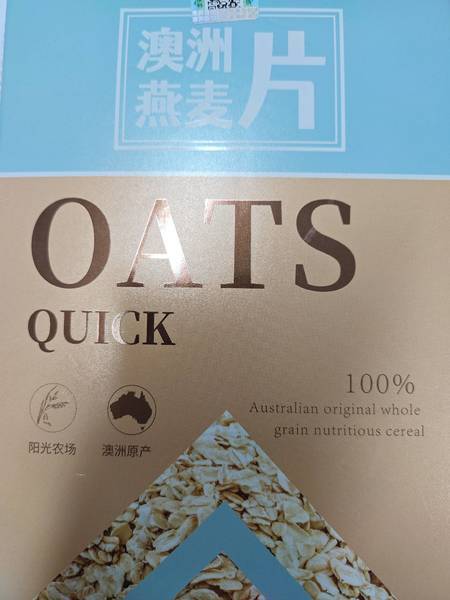 澳洲
燕麦
片
OATS
QUICK
100%
Australian original whole
grain nutritious cereal
阳光农场
澳洲原产